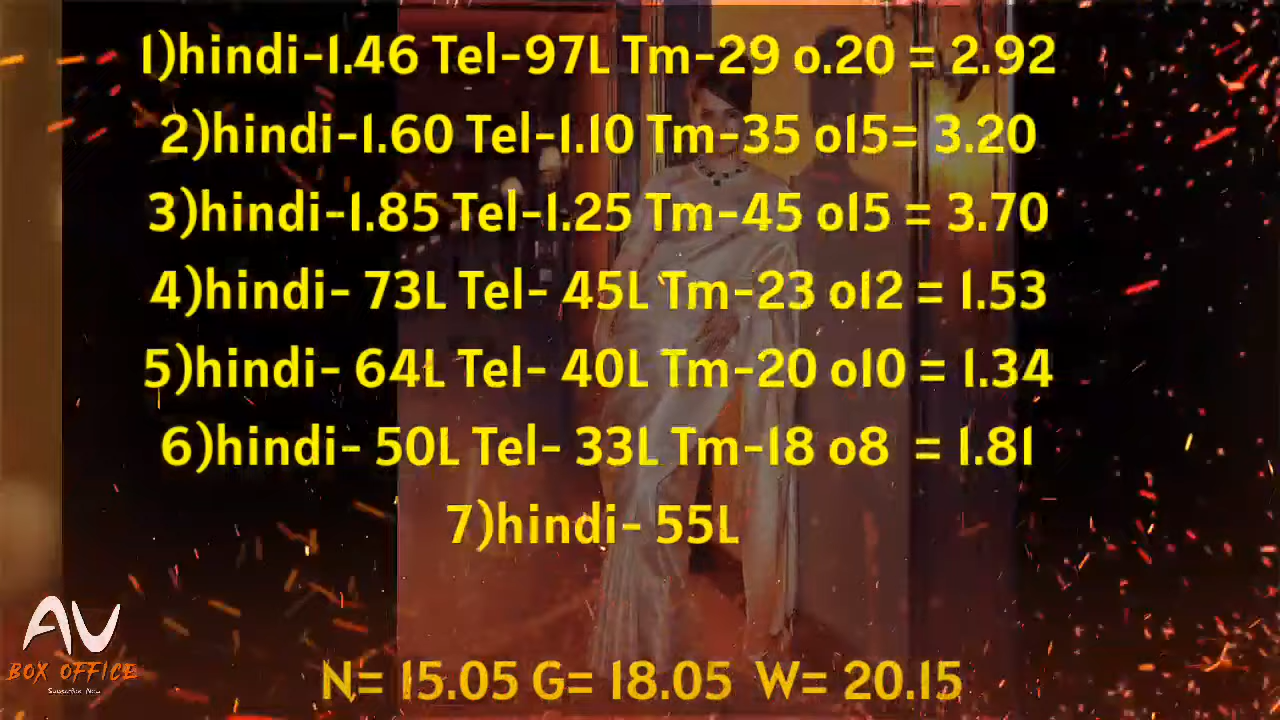 1)hindi-1.46 Tel-97L Tm-29 o.20 = 2.92
2)hindi-1.60 Tel-1.10 Tm-35 o15= 3.20
3)hindi-1.85 Tel-1.25 Tm-45 o15 = 3.70
4)hindi- 73L Tel- 45L Tm-23 o12 = 1.53
5)hindi- 64L Tel- 40L Tm-20 o10 = 1.34
6)hindi- 50L Tel- 33L Tm-18 o8 = 1.81
7)hindi- 55L
AV
BOX OFFICE
Subscribe Now
N= 15.05 G= 18.05 W= 20.15